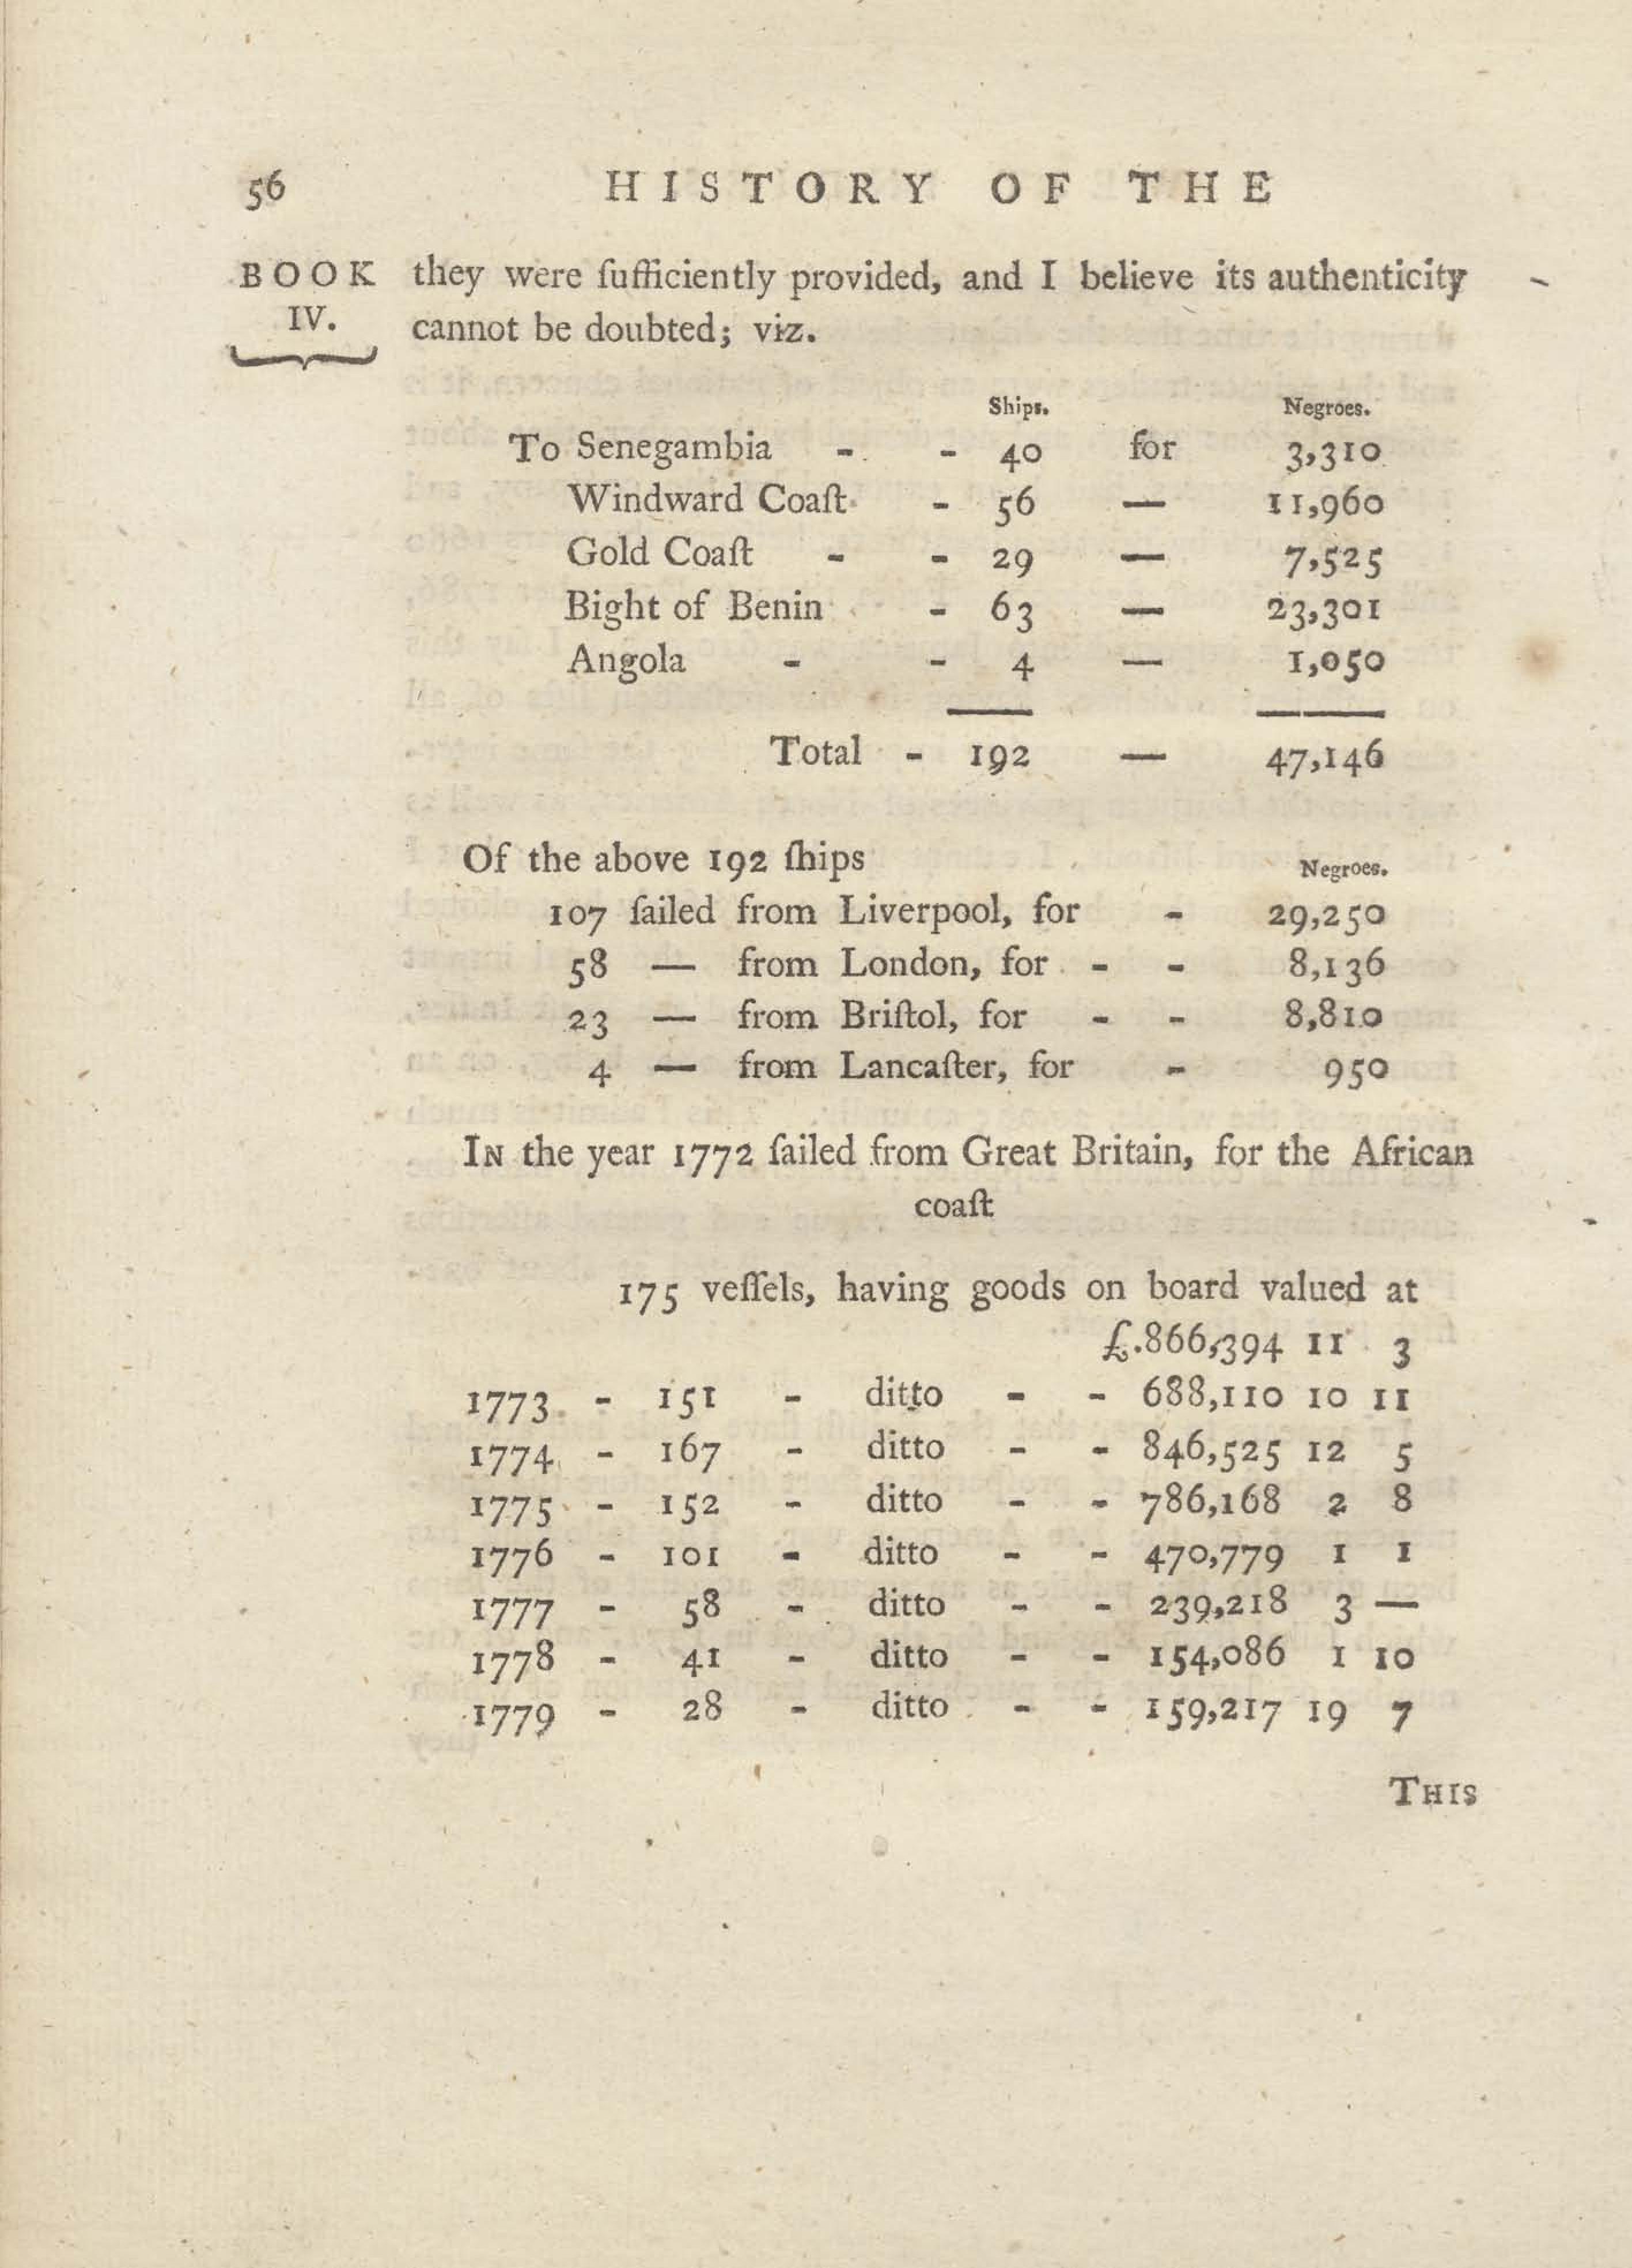 56 HISTORY OF THE
BOOK
IV.
they were ſufficiently provided, and I believe its authenticity
cannot be doubted; viz.
Ships. Negroes.
To Senegambia - - 40 for 3,310
Windward Coaſt - 56 — 11,960
Gold Coaſt - - 29 — 7,525
Bight of Benin - 63 — 23,301
Angola - - 4 — 1,050
Total - 192 — 47,146
Of the above 192 ſhips Negroes.
107 ſailed from Liverpool, for - 29,250
58 — from London, for - - 8,136
23 — from Briſtol, for - - 8,810
4 — from Lancaſter, for - 950
IN the year 1772 ſailed from Great Britain, for the African
coaſt
175 veſſels, having goods on board valued at
£.866,394 11 3
1773 - 151 - ditto - - 688,110 10 11
1774 - 167 - ditto - - 846,525 12 5
1775 - 152 - ditto - - 786,168 2 8
1776 - 101 - ditto - - 470,779 1 1
1777 - 58 - ditto - - 239,218 3 —
1778 - 41 - ditto - - 154,086 1 10
1779 - 28 - ditto - - 159,217 19 7
THIS